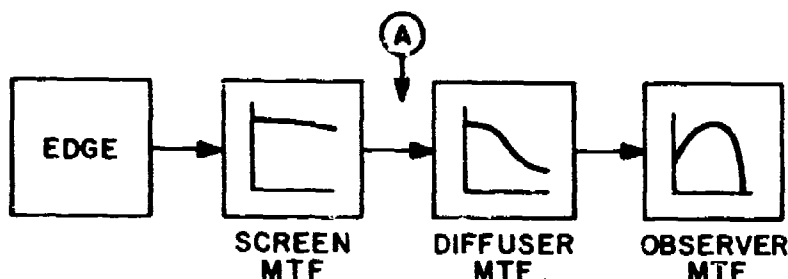 A
EDGE
SCREEN
MTF
DIFFUSER
MTF.
OBSERVER
MTF